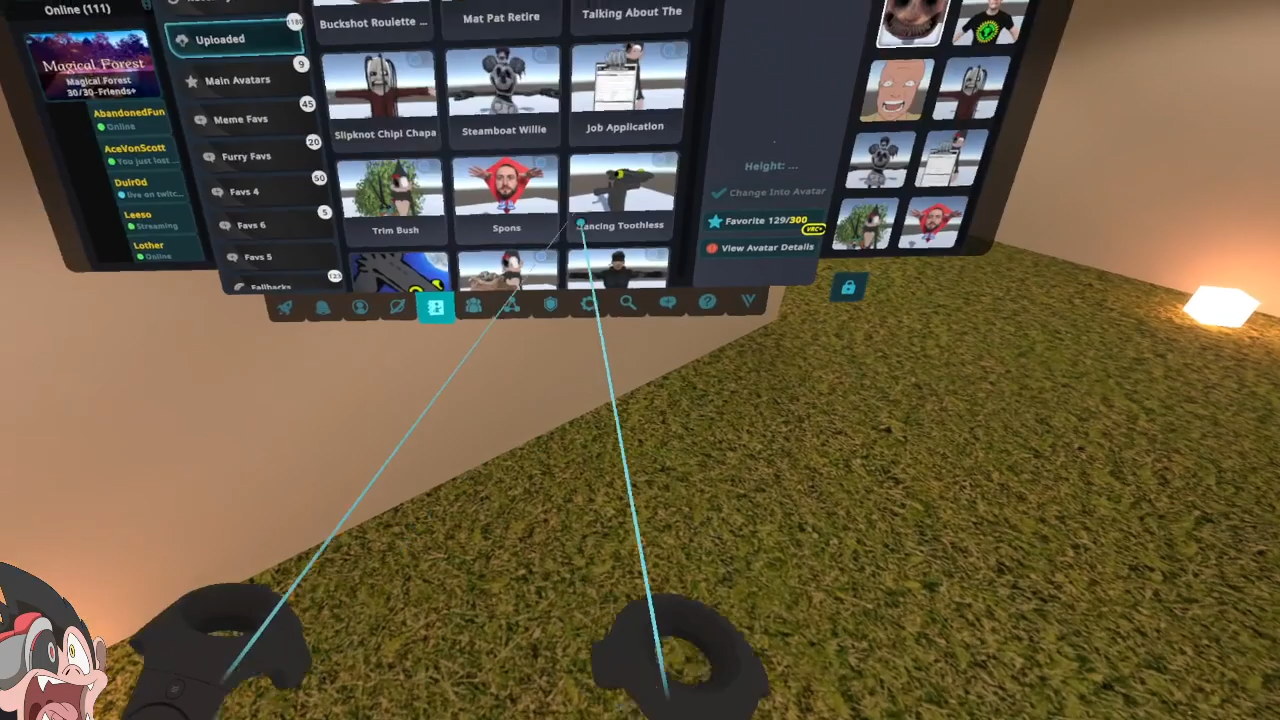 Online (111)
Magical Forest
Magical Forest
30/30-Friends+
AbandonedFun
Online
AceVonScott
You just lost ...
Dulr0d
live on twitc...
Leeso
Streaming
Lother
Online
1180
Uploaded
9
Main Avatars
45
Meme Favs
20
Furry Favs
50
Favs 4
5
Favs 6
Favs 5
123
Fallbacks
Buckshot Roulette ...
Mat Pat Retire
Talking About The
Slipknot Chipi Chapa
Steamboat Willie
Job Application
Trim Bush
Spons
Dancing Toothless
Height: ...
Change Into Avatar
Favorite 129/300
VRC+
View Avatar Details